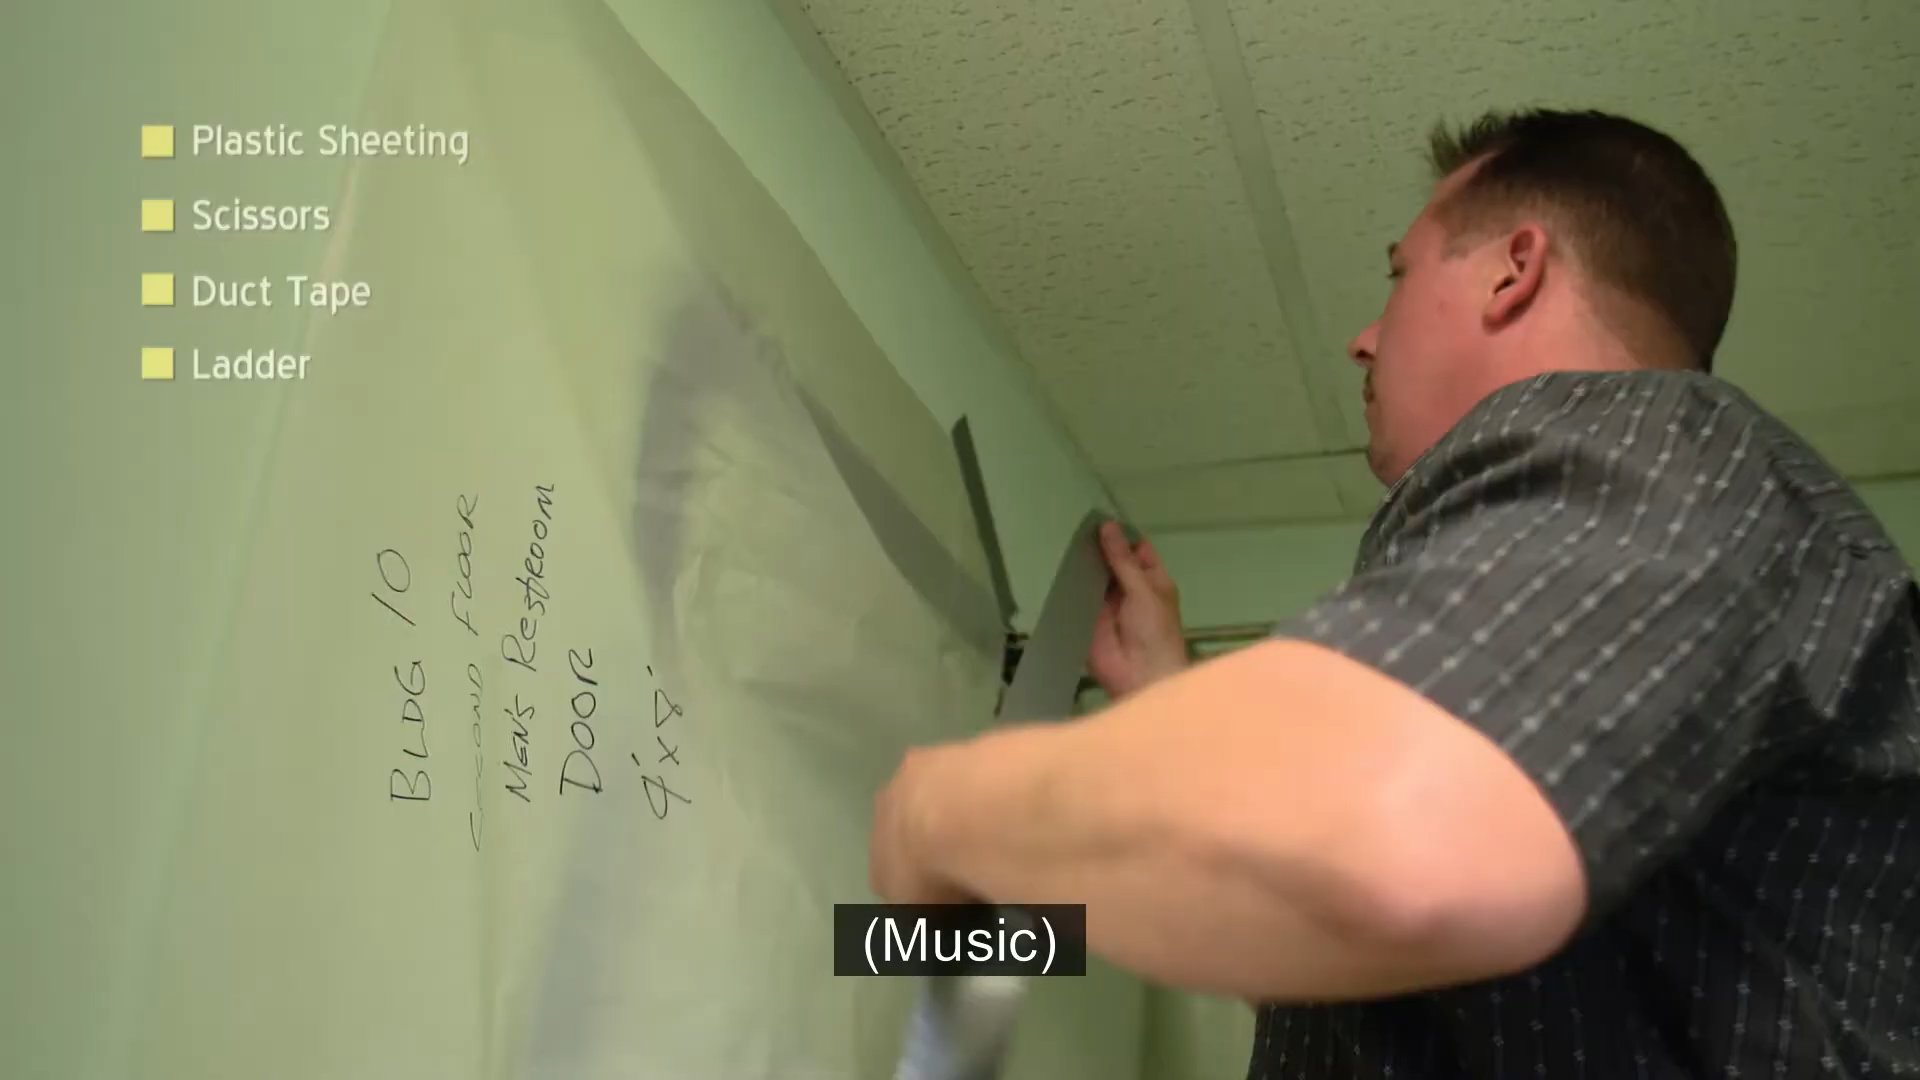 Plastic Sheeting
Scissors
Duct Tape
Ladder
BLDG 10
SECOND FLOOR
MEN'S RESTROOM
DOOR
4'x8'
(Music)